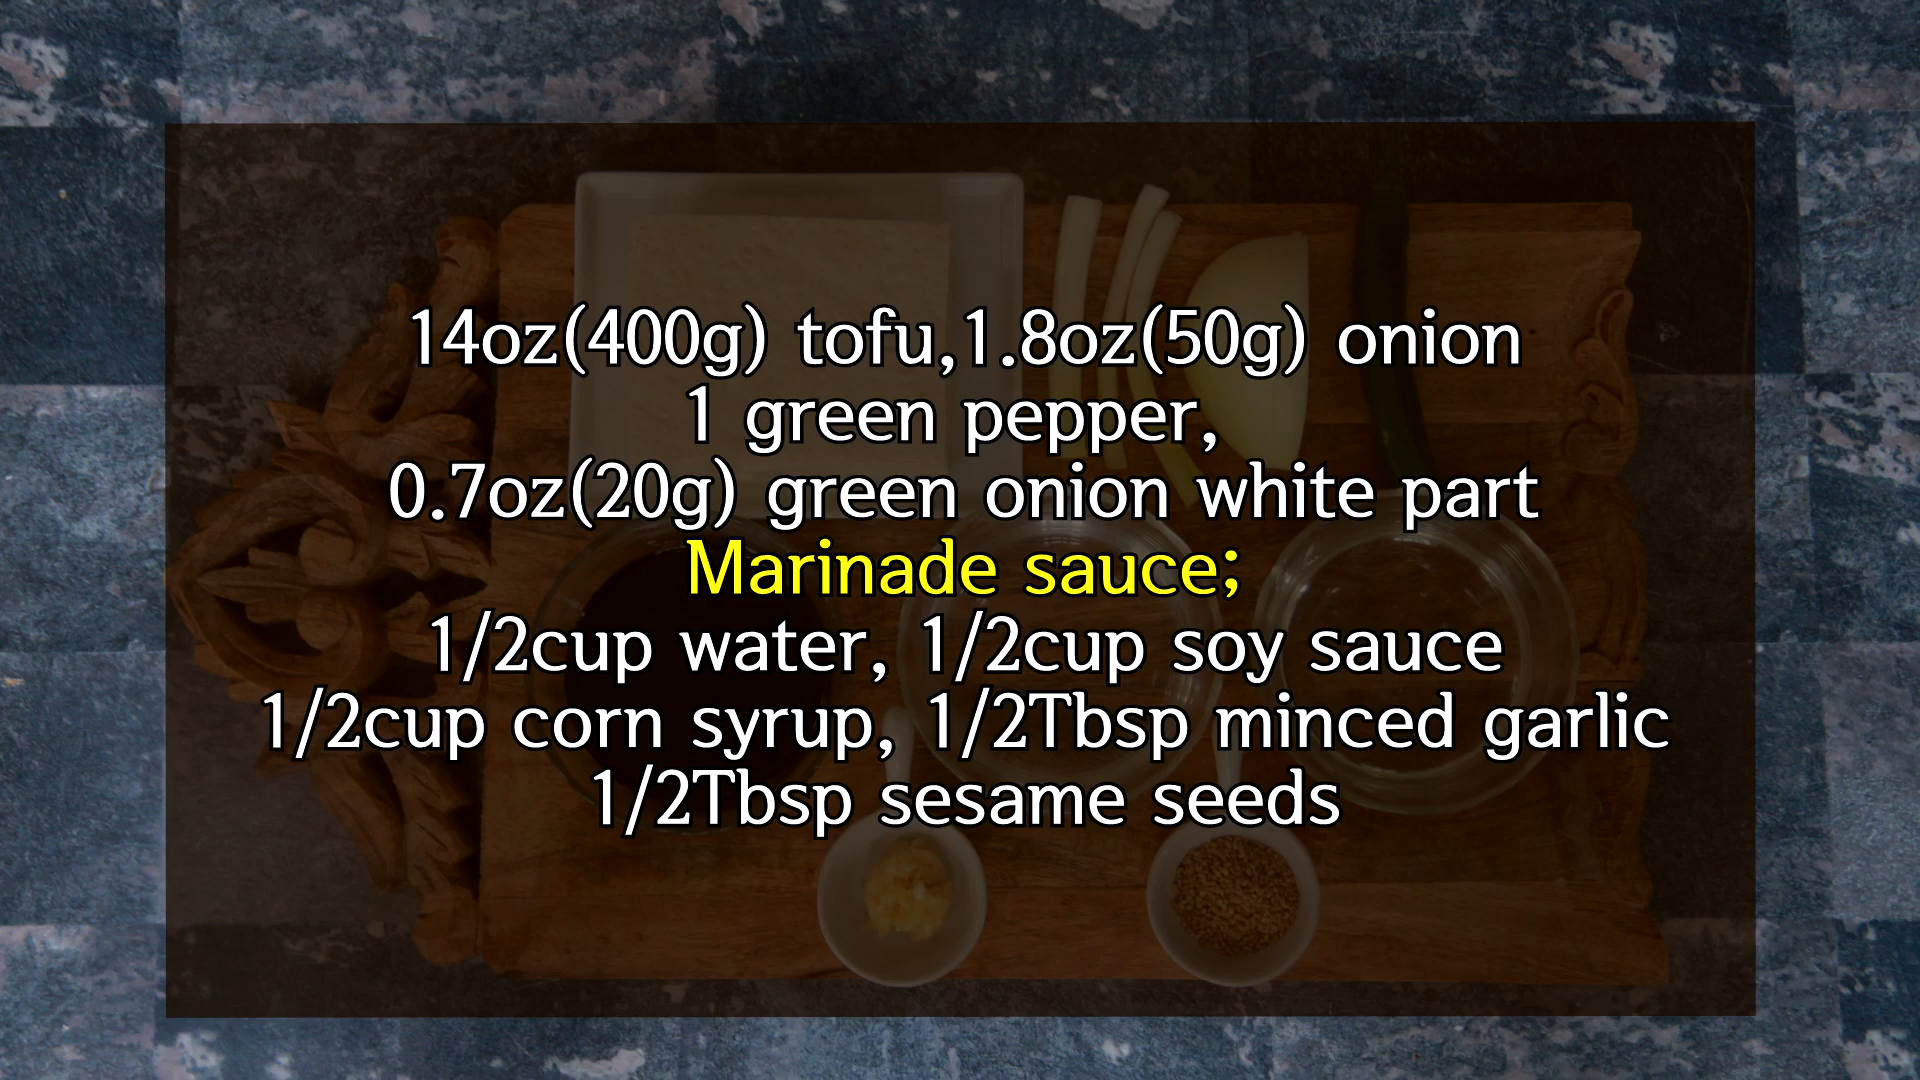 14oz(400g) tofu,1.8oz(50g) onion
1 green pepper,
0.7oz(20g) green onion white part
Marinade sauce;
1/2cup water, 1/2cup soy sauce
1/2cup corn syrup, 1/2Tbsp minced garlic
1/2Tbsp sesame seeds